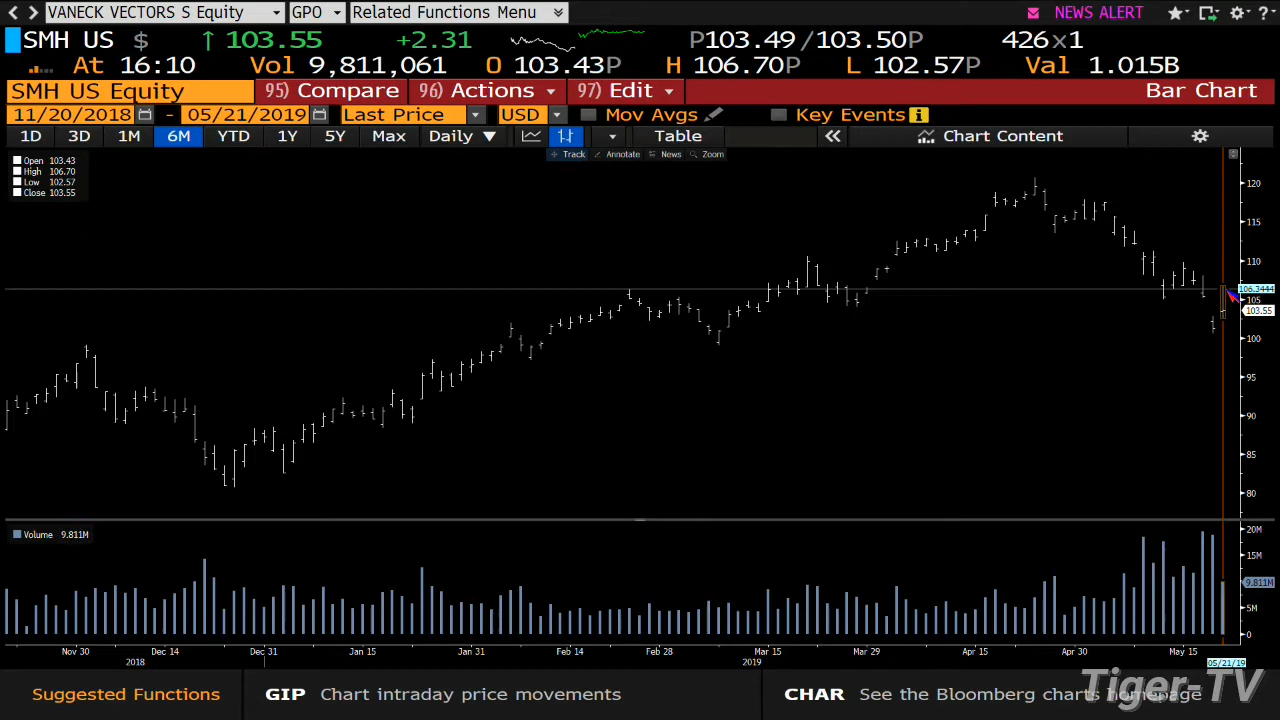 VANECK VECTORS S Equity GPO Related Functions Menu NEWS ALERT ?
SMH US $ ↑ 103.55 +2.31 P103.49/103.50P 426x1
At 16:10 Vol 9,811,061 O 103.43P H 106.70P L 102.57P Val 1.015B
SMH US Equity 95) Compare 96) Actions 97) Edit Bar Chart
11/20/2018 - 05/21/2019 Last Price USD Mov Avgs Key Events i
1D 3D 1M 6M YTD 1Y 5Y Max Daily Table Chart Content
Track Annotate News Zoom
Open 103.43
High 106.70
Low 102.57
Close 103.55
120
115
110
106.3444
105
103.55
100
95
90
85
80
Volume 9.811M
20M
15M
9.811M
5M
0
Nov 30 Dec 14 Dec 31 Jan 15 Jan 31 Feb 14 Feb 28 Mar 15 Mar 29 Apr 15 Apr 30 May 15
2018 2019 05/21/19
Suggested Functions GIP Chart intraday price movements CHAR See the Bloomberg charts homepage
Tiger-TV